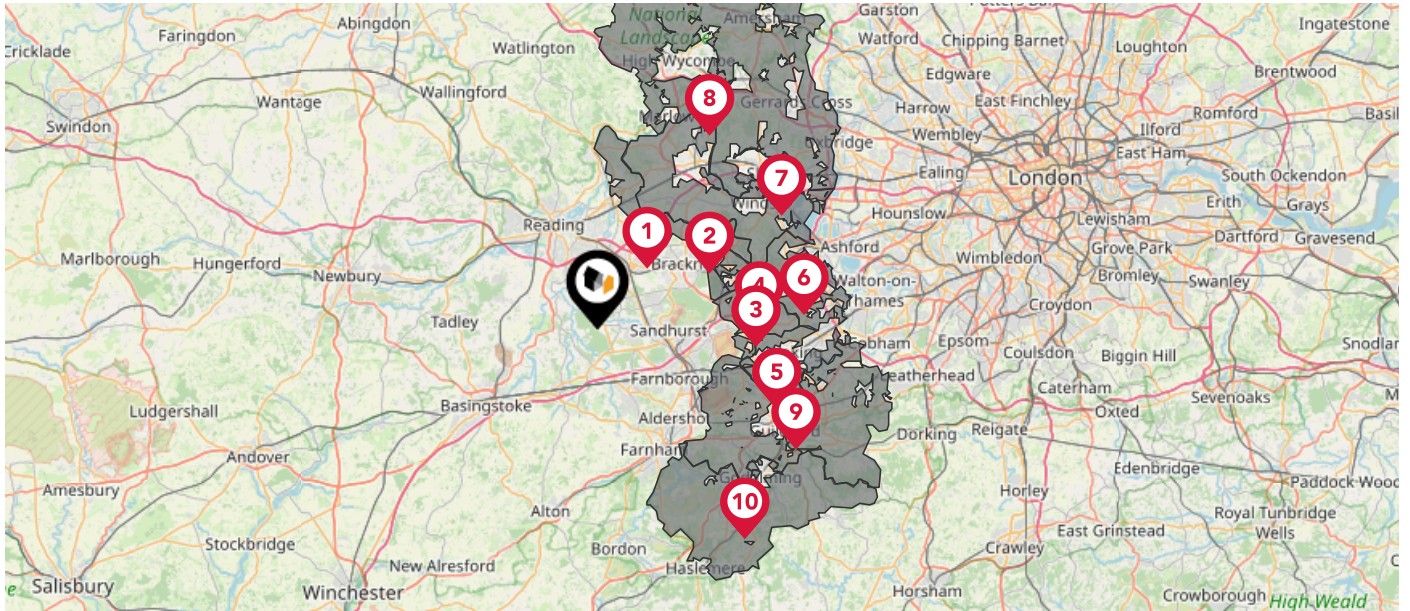 National
Landscape
Amersham
Garston
Ingatestone
Abingdon
Faringdon
Cricklade
Watlington
Watford
Chipping Barnet
Loughton
High Wycombe
Edgware
Brentwood
Wallingford
Wantage
8
Gerrards Cross
Harrow
East Finchley
Romford
Swindon
Wembley
Ilford
East Ham
7
Ealing
London
South Ockendon
Erith
Grays
Reading
1
2
Hounslow
Lewisham
Dartford
Gravesend
Ashford
Grove Park
Marlborough
Hungerford
Newbury
Wimbledon
Bromley
4
6
Walton-on-
Thames
Swanley
Croydon
3
Tadley
Sandhurst
Epsom
Coulsdon
Biggin Hill
5
Farnborough
Leatherhead
Caterham
Sevenoaks
Ludgershall
Basingstoke
9
Aldershot
Oxted
Dorking
Reigate
Farnham
Andover
Edenbridge
Amesbury
Godalming
Horley
Paddock Wood
10
Alton
Royal Tunbridge
Wells
East Grinstead
Stockbridge
Bordon
Crawley
New Alresford
Haslemere
Salisbury
Winchester
Horsham
Crowborough
High Weald